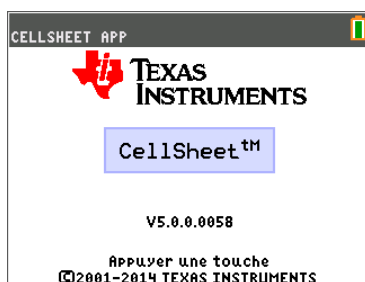 CELLSHEET APP
TEXAS
INSTRUMENTS
CellSheet™
V5.0.0.0058
Appuyer une touche
©2001-2014 TEXAS INSTRUMENTS